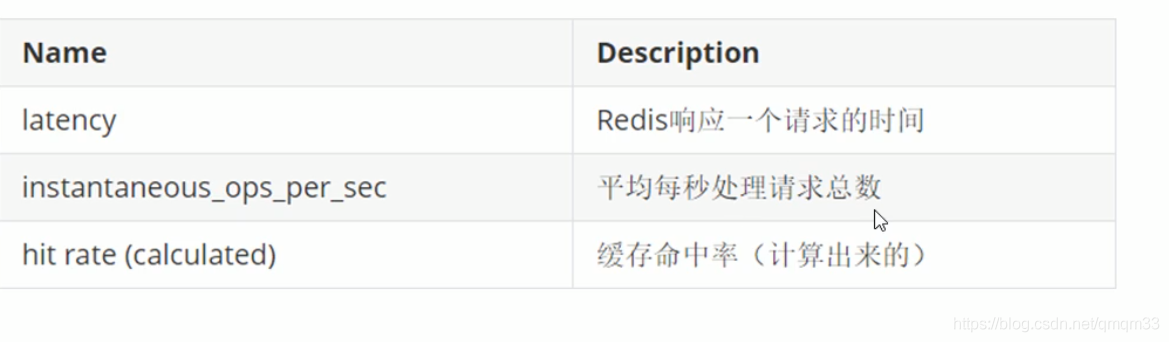 Name Description
latency Redis响应一个请求的时间
instantaneous_ops_per_sec 平均每秒处理请求总数
hit rate (calculated) 缓存命中率（计算出来的）
https://blog.csdn.net/qmqm33